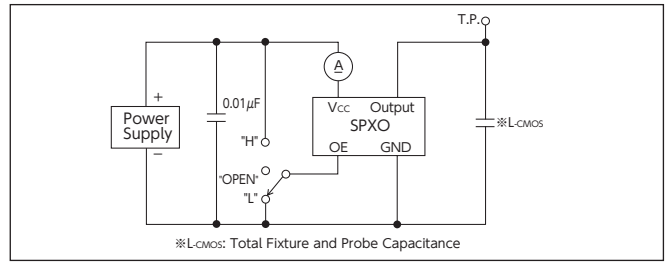 T.P.
A
+
0.01μF
Vcc Output
Power
Supply
SPXO
※L-CMOS
"H"
OE GND
−
"OPEN"
"L"
※L-CMOS: Total Fixture and Probe Capacitance